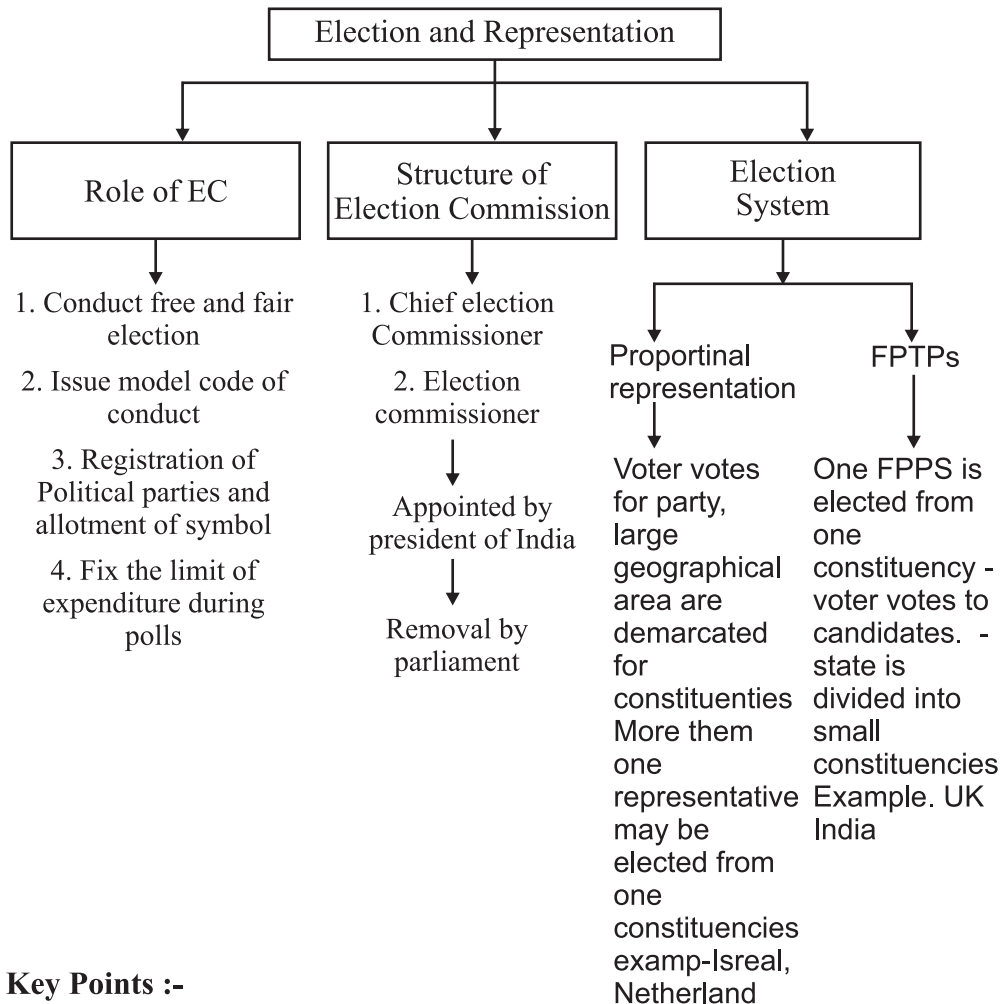 Election and Representation
Role of EC
1. Conduct free and fair
election
2. Issue model code of
conduct
3. Registration of
Political parties and
allotment of symbol
4. Fix the limit of
expenditure during
polls
Structure of
Election Commission
1. Chief election
Commissioner
2. Election
commissioner
Appointed by
president of India
Removal by
parliament
Election
System
Proportinal
representation
Voter votes
for party,
large
geographical
area are
demarcated
for
constituenties
More them
one
representative
may be
elected from
one
constituencies
examp-Isreal,
Netherland
FPTPs
One FPPS is
elected from
one
constituency -
voter votes to
candidates. -
state is
divided into
small
constituencies
Example. UK
India
Key Points :-